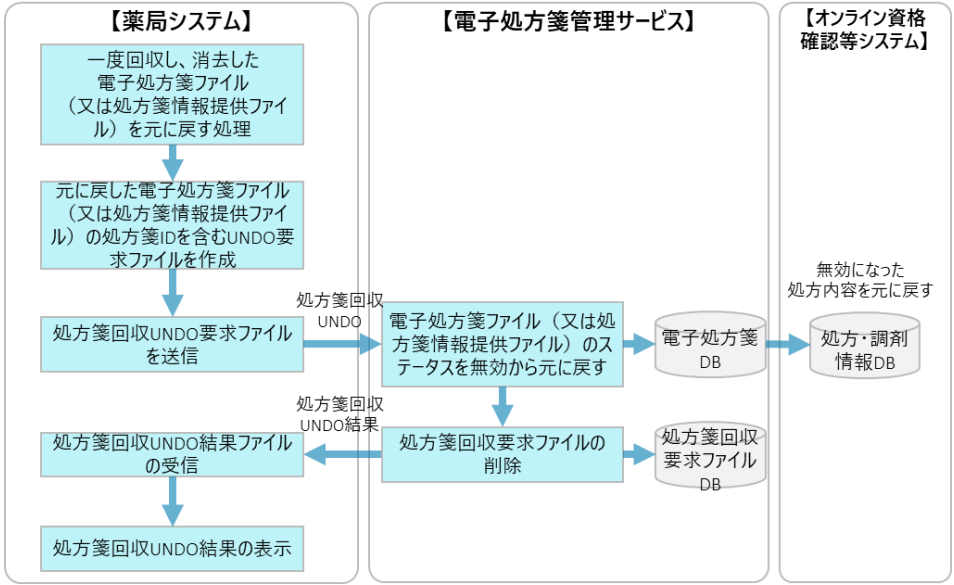 【薬局システム】
一度回収し、消去した
電子処方箋ファイル
（又は処方箋情報提供ファイ
ル）を元に戻す処理
元に戻した電子処方箋ファイル
（又は処方箋情報提供ファイ
ル）の処方箋IDを含むUNDO要
求ファイルを作成
処方箋回収UNDO要求ファイル
を送信
処方箋回収UNDO結果ファイル
の受信
処方箋回収UNDO結果の表示
処方箋回収
UNDO
処方箋回収
UNDO結果
【電子処方箋管理サービス】
電子処方箋ファイル（又は処
方箋情報提供ファイル）のス
テータスを無効から元に戻す
処方箋回収要求ファイルの
削除
電子処方箋
DB
処方箋回収
要求ファイル
DB
【オンライン資格
確認等システム】
無効になった
処方内容を元に戻す
処方・調剤
情報DB